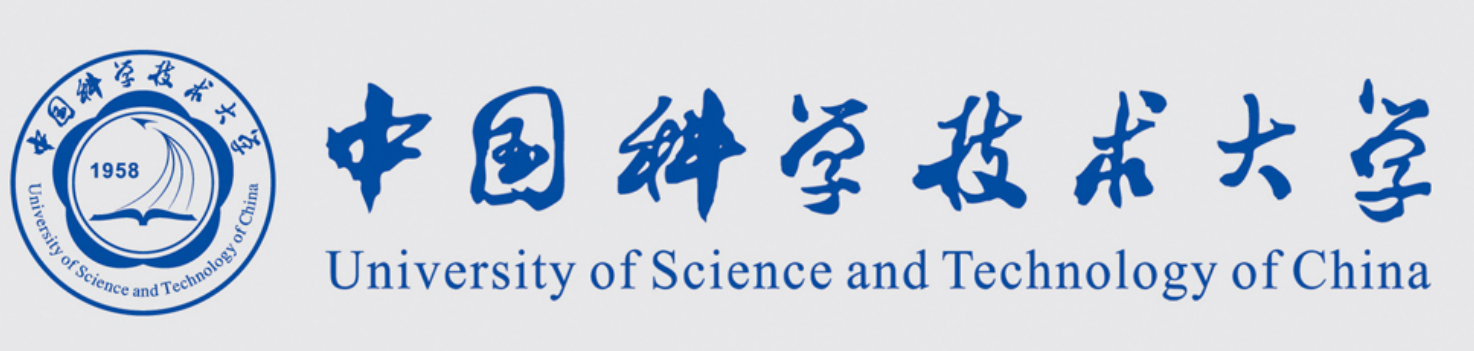 中国科学技术大学
1958
University of Science and Technology of China
中国科学技术大学
University of Science and Technology of China